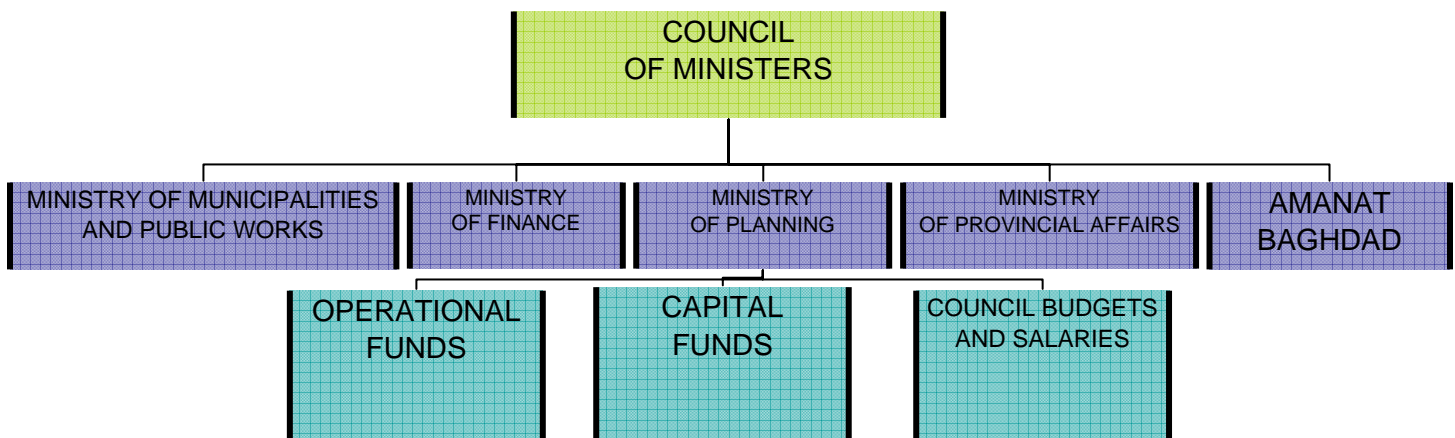 COUNCIL
OF MINISTERS
MINISTRY OF MUNICIPALITIES
AND PUBLIC WORKS
MINISTRY
OF FINANCE
MINISTRY
OF PLANNING
MINISTRY
OF PROVINCIAL AFFAIRS
AMANAT
BAGHDAD
OPERATIONAL
FUNDS
CAPITAL
FUNDS
COUNCIL BUDGETS
AND SALARIES